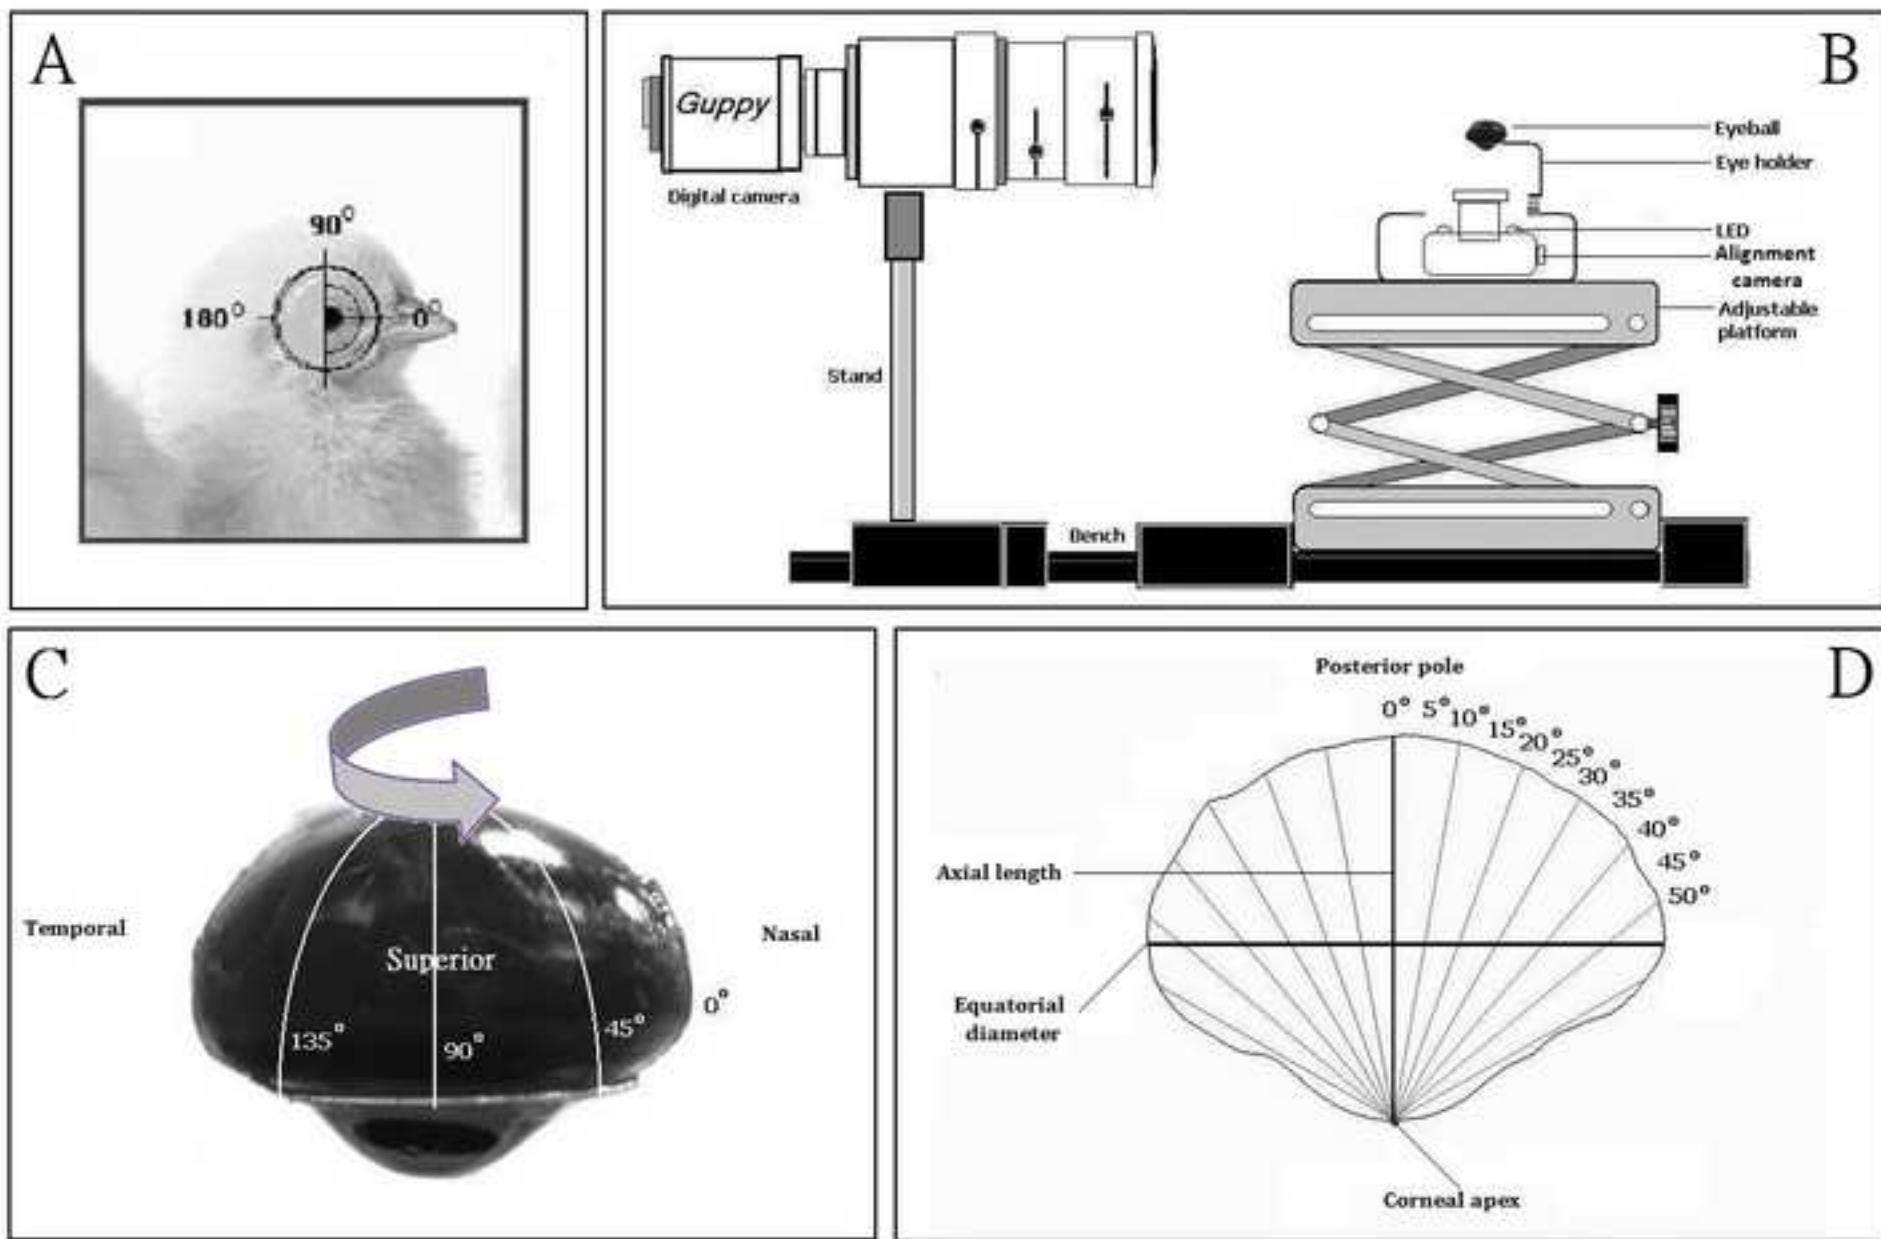 A
90°
180°
0°
B
Guppy
Digital camera
Eyeball
Eye holder
LED
Alignment
camera
Adjustable
platform
Stand
Bench
C
Temporal
Nasal
Superior
0°
135°
90°
45°
D
Posterior pole
0° 5° 10° 15° 20° 25° 30° 35° 40° 45° 50°
Axial length
Equatorial
diameter
Corneal apex